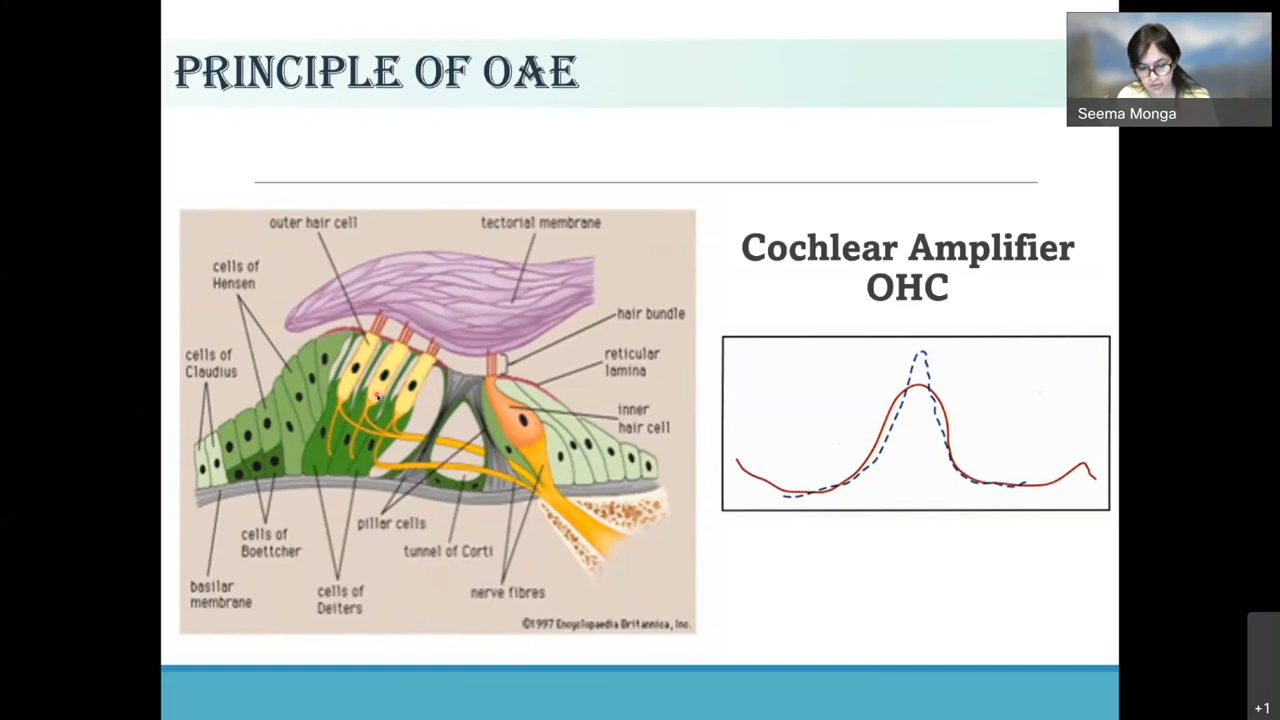 PRINCIPLE OF OAE
Seema Monga
outer hair cell
tectorial membrane
cells of
Hensen
hair bundle
cells of
Claudius
reticular
lamina
inner
hair cell
pillar cells
cells of
Boettcher
tunnel of Corti
basilar
membrane
cells of
Deiters
nerve fibres
©1997 Encyclopaedia Britannica, Inc.
Cochlear Amplifier
OHC
+1